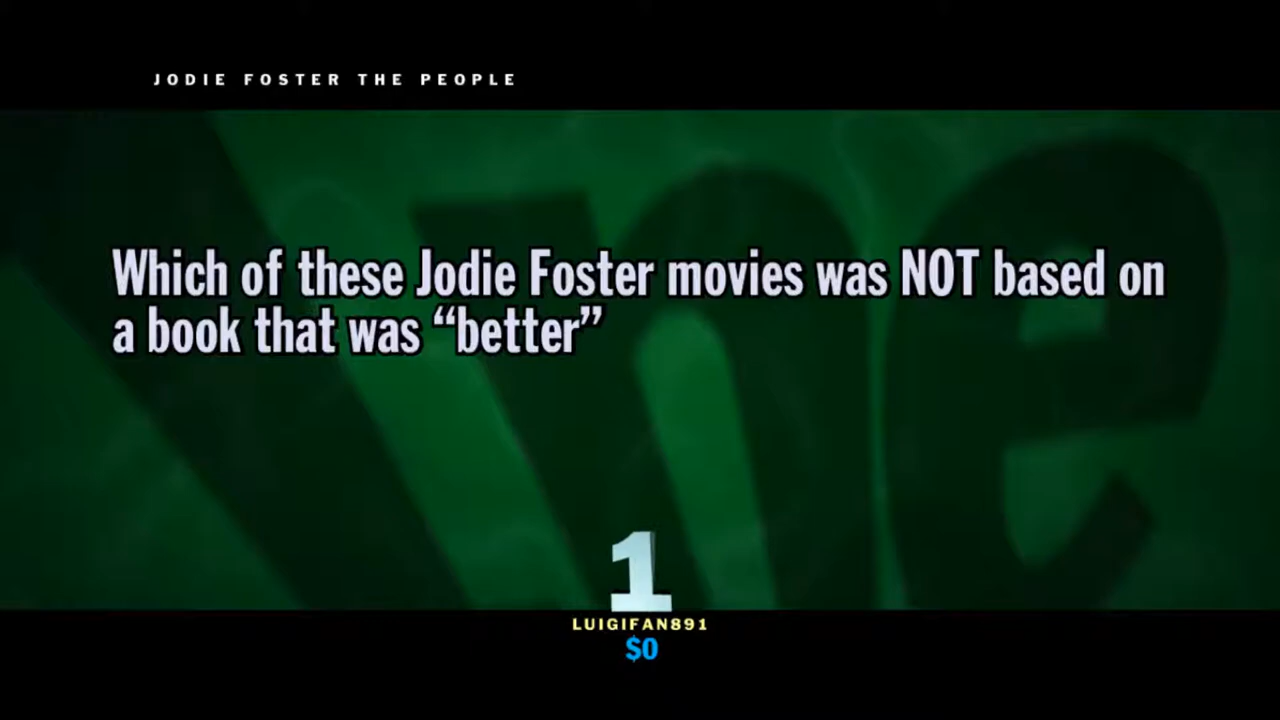 JODIE FOSTER THE PEOPLE
Which of these Jodie Foster movies was NOT based on
a book that was “better”
1
LUIGIFAN891
$0